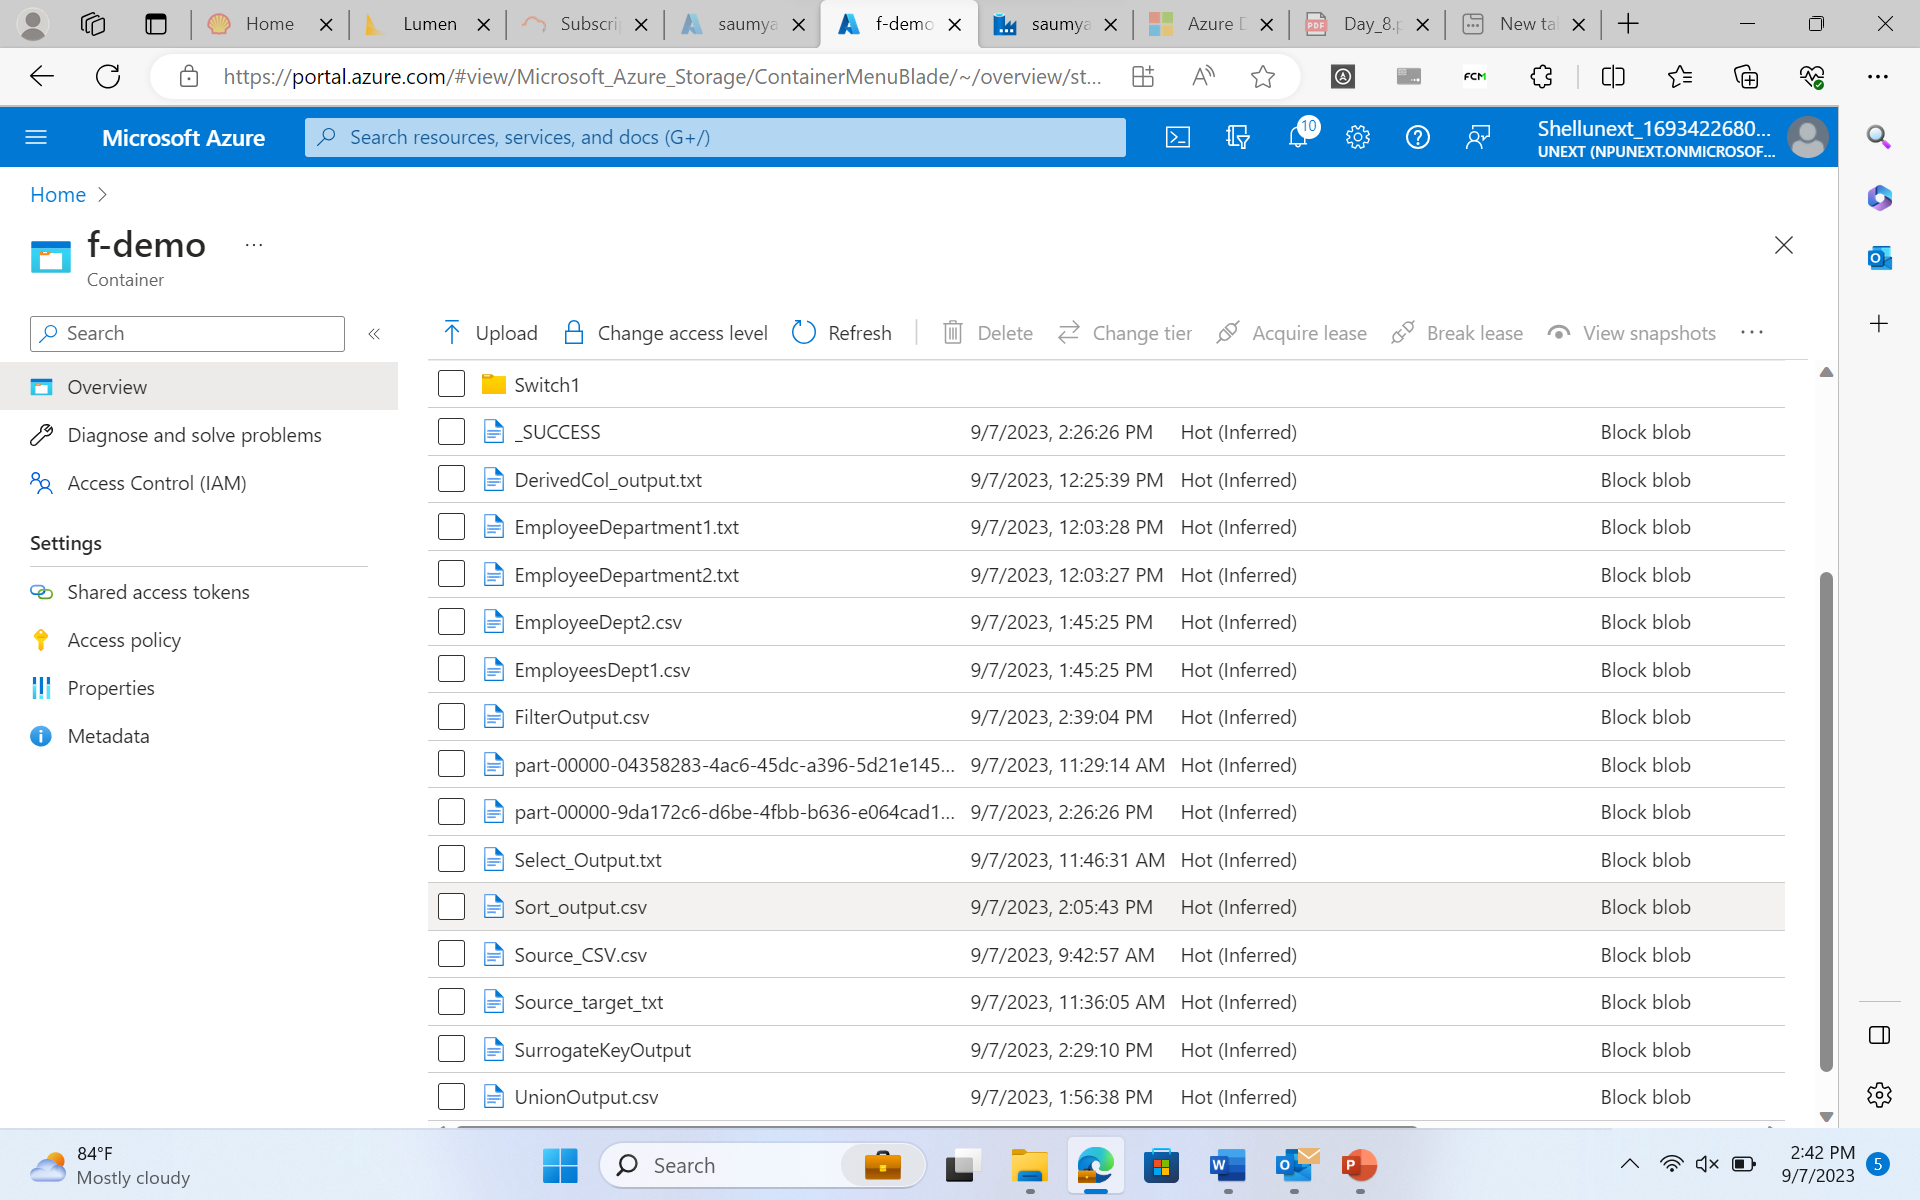 Home
Lumen
Subscri
saumya
f-demo
saumya
Azure D
Day_8.p
New tal
https://portal.azure.com/#view/Microsoft_Azure_Storage/ContainerMenuBlade/~/overview/st...
FCM
Microsoft Azure
Search resources, services, and docs (G+/)
10
Shellunext_1693422680...
UNEXT (NPUNEXT.ONMICROSOF...
Home >
f-demo
...
Container
Search
«
Upload
Change access level
Refresh
Delete
Change tier
Acquire lease
Break lease
View snapshots
...
Overview
Diagnose and solve problems
Access Control (IAM)
Settings
Shared access tokens
Access policy
Properties
Metadata
Switch1
_SUCCESS 9/7/2023, 2:26:26 PM Hot (Inferred) Block blob
DerivedCol_output.txt 9/7/2023, 12:25:39 PM Hot (Inferred) Block blob
EmployeeDepartment1.txt 9/7/2023, 12:03:28 PM Hot (Inferred) Block blob
EmployeeDepartment2.txt 9/7/2023, 12:03:27 PM Hot (Inferred) Block blob
EmployeeDept2.csv 9/7/2023, 1:45:25 PM Hot (Inferred) Block blob
EmployeesDept1.csv 9/7/2023, 1:45:25 PM Hot (Inferred) Block blob
FilterOutput.csv 9/7/2023, 2:39:04 PM Hot (Inferred) Block blob
part-00000-04358283-4ac6-45dc-a396-5d21e145... 9/7/2023, 11:29:14 AM Hot (Inferred) Block blob
part-00000-9da172c6-d6be-4fbb-b636-e064cad1... 9/7/2023, 2:26:26 PM Hot (Inferred) Block blob
Select_Output.txt 9/7/2023, 11:46:31 AM Hot (Inferred) Block blob
Sort_output.csv 9/7/2023, 2:05:43 PM Hot (Inferred) Block blob
Source_CSV.csv 9/7/2023, 9:42:57 AM Hot (Inferred) Block blob
Source_target_txt 9/7/2023, 11:36:05 AM Hot (Inferred) Block blob
SurrogateKeyOutput 9/7/2023, 2:29:10 PM Hot (Inferred) Block blob
UnionOutput.csv 9/7/2023, 1:56:38 PM Hot (Inferred) Block blob
84°F
Mostly cloudy
Search
2:42 PM
9/7/2023
5